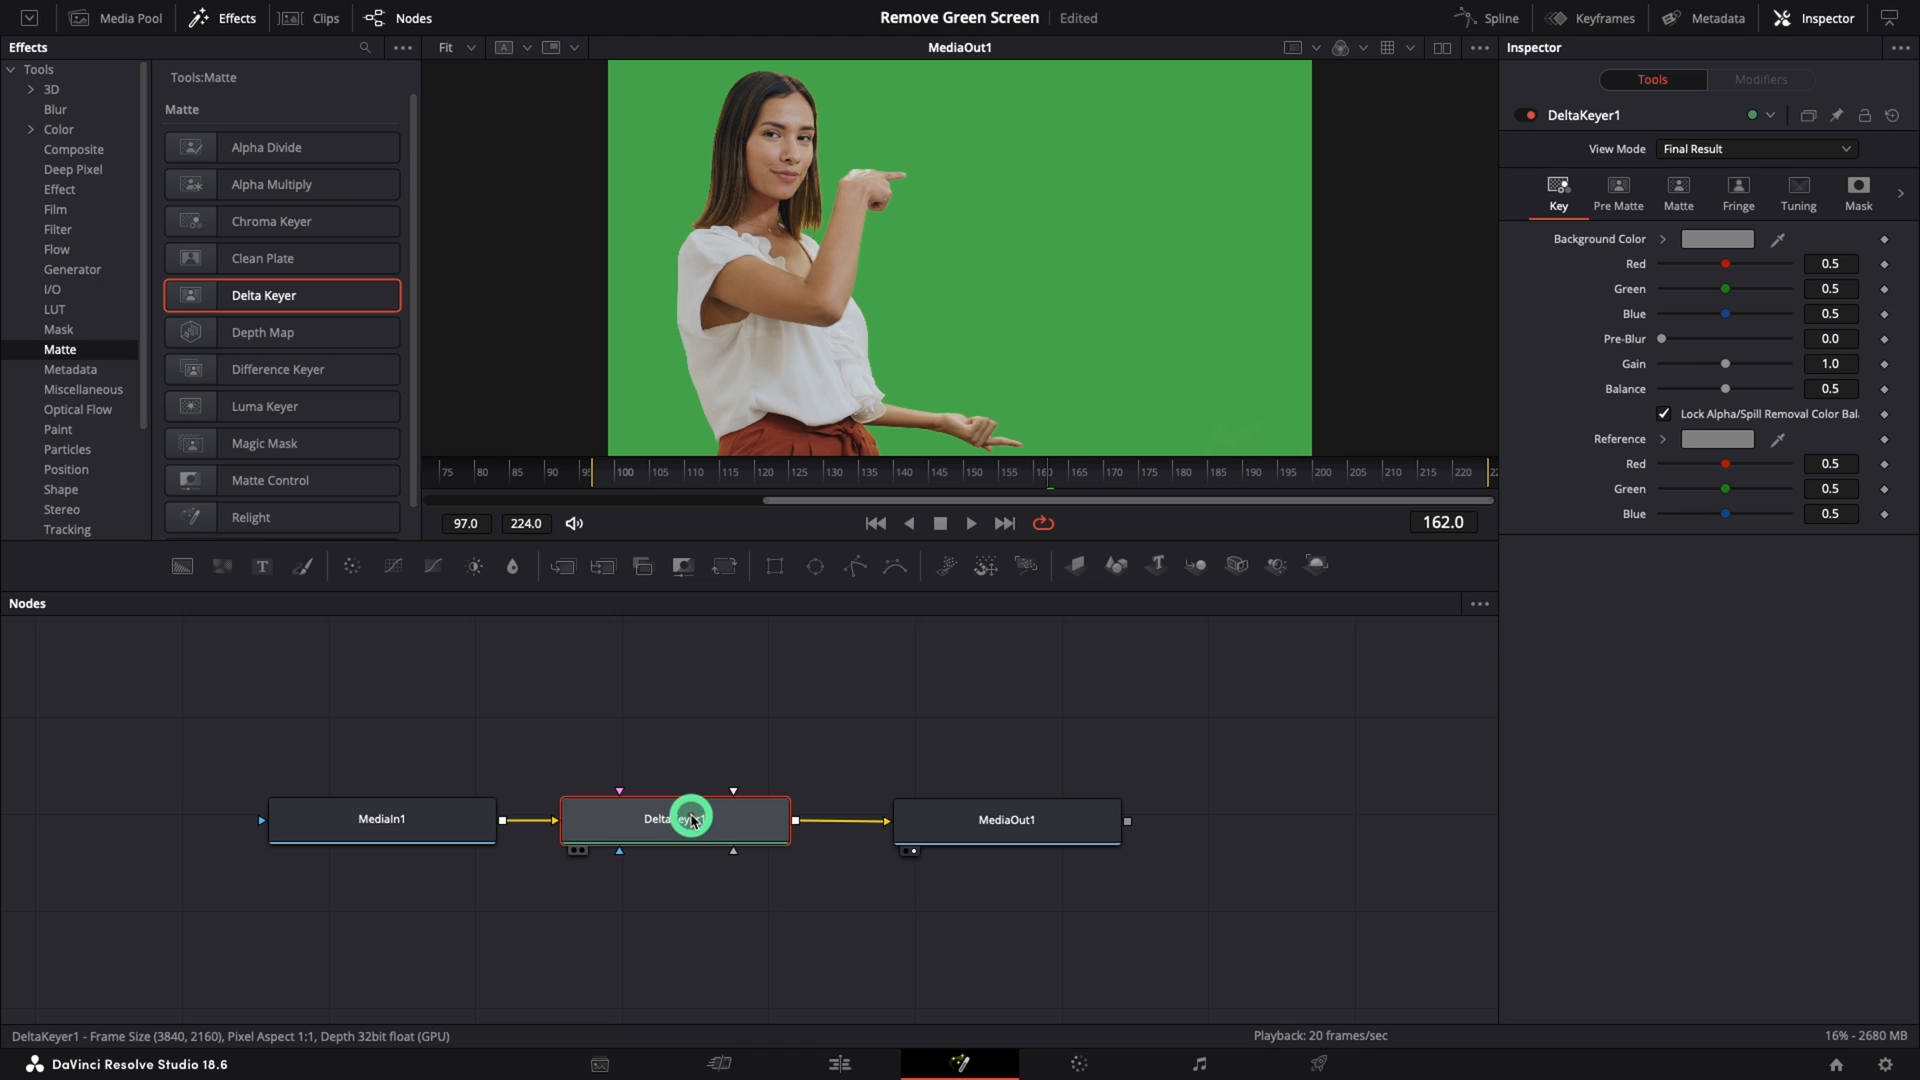 Media Pool
Effects
Clips
Nodes
Remove Green Screen
Edited
Spline
Keyframes
Metadata
Inspector
Effects
Fit
A
MediaOut1
Inspector
Tools
3D
Blur
Color
Composite
Deep Pixel
Effect
Film
Filter
Flow
Generator
I/O
LUT
Mask
Matte
Metadata
Miscellaneous
Optical Flow
Paint
Particles
Position
Shape
Stereo
Tracking
Tools:Matte
Matte
Alpha Divide
Alpha Multiply
Chroma Keyer
Clean Plate
Delta Keyer
Depth Map
Difference Keyer
Luma Keyer
Magic Mask
Matte Control
Relight
75 80 85 90 100 105 110 115 120 125 130 135 140 145 150 155 160 165 170 175 180 185 190 195 200 205 210 215 220
97.0 224.0
162.0
Tools
Modifiers
DeltaKeyer1
View Mode
Final Result
Key
Pre Matte
Matte
Fringe
Tuning
Mask
Background Color
Red 0.5
Green 0.5
Blue 0.5
Pre-Blur 0.0
Gain 1.0
Balance 0.5
Lock Alpha/Spill Removal Color Bal
Reference
Red 0.5
Green 0.5
Blue 0.5
T
T
Nodes
MediaIn1
MediaOut1
DeltaKeyer1 - Frame Size (3840, 2160), Pixel Aspect 1:1, Depth 32bit float (GPU)
Playback: 20 frames/sec
16% - 2680 MB
DaVinci Resolve Studio 18.6